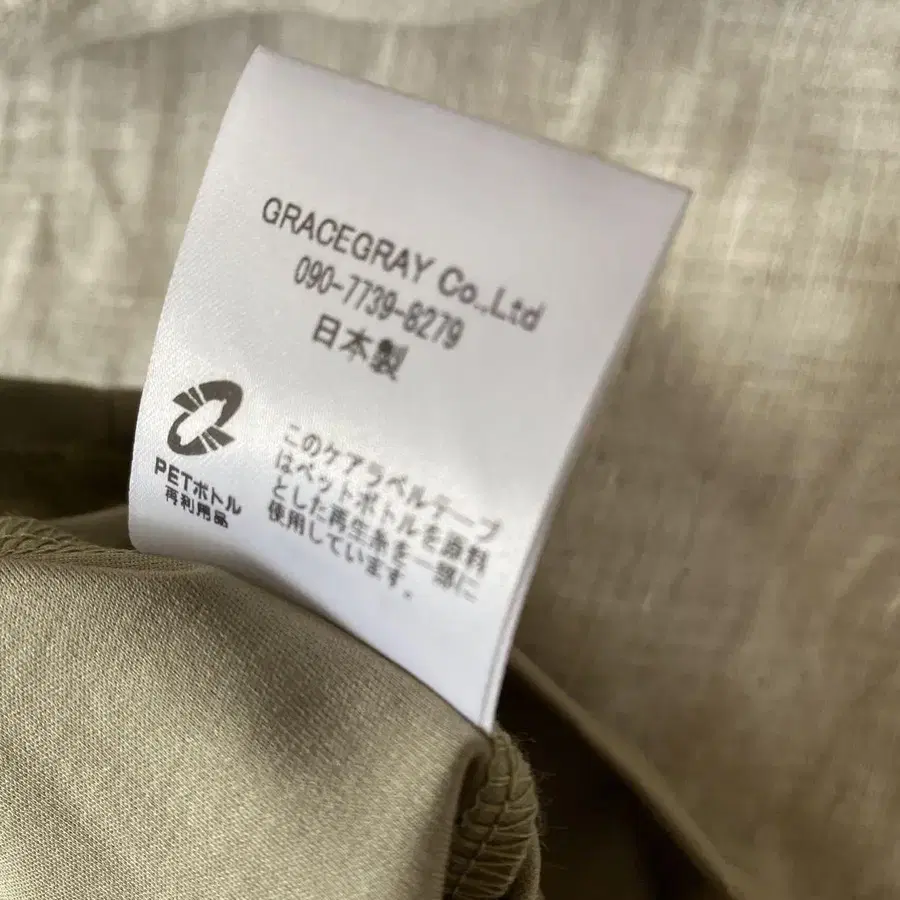 GRACEGRAY Co.,Ltd
090-7739-8279
日本製
PETボトル
再利用品
このケアラベルテープ
はペットボトルを原料
とした再生糸を一部に
使用しています.